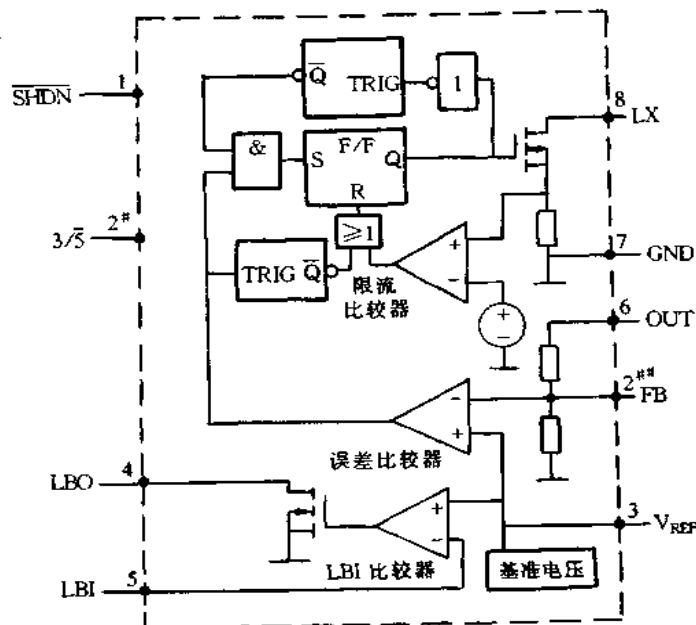 Q̅ TRIG 1
SHDN̅ 1
8 LX
& S F/F Q
R
2# 3/5̅
≥1
TRIG Q̅
7 GND
限流
比较器
+
−
+
−
6 OUT
2## FB
−
+
误差比较器
4 LBO
+
−
3 VREF
LBI 比较器
基准电压
5 LBI